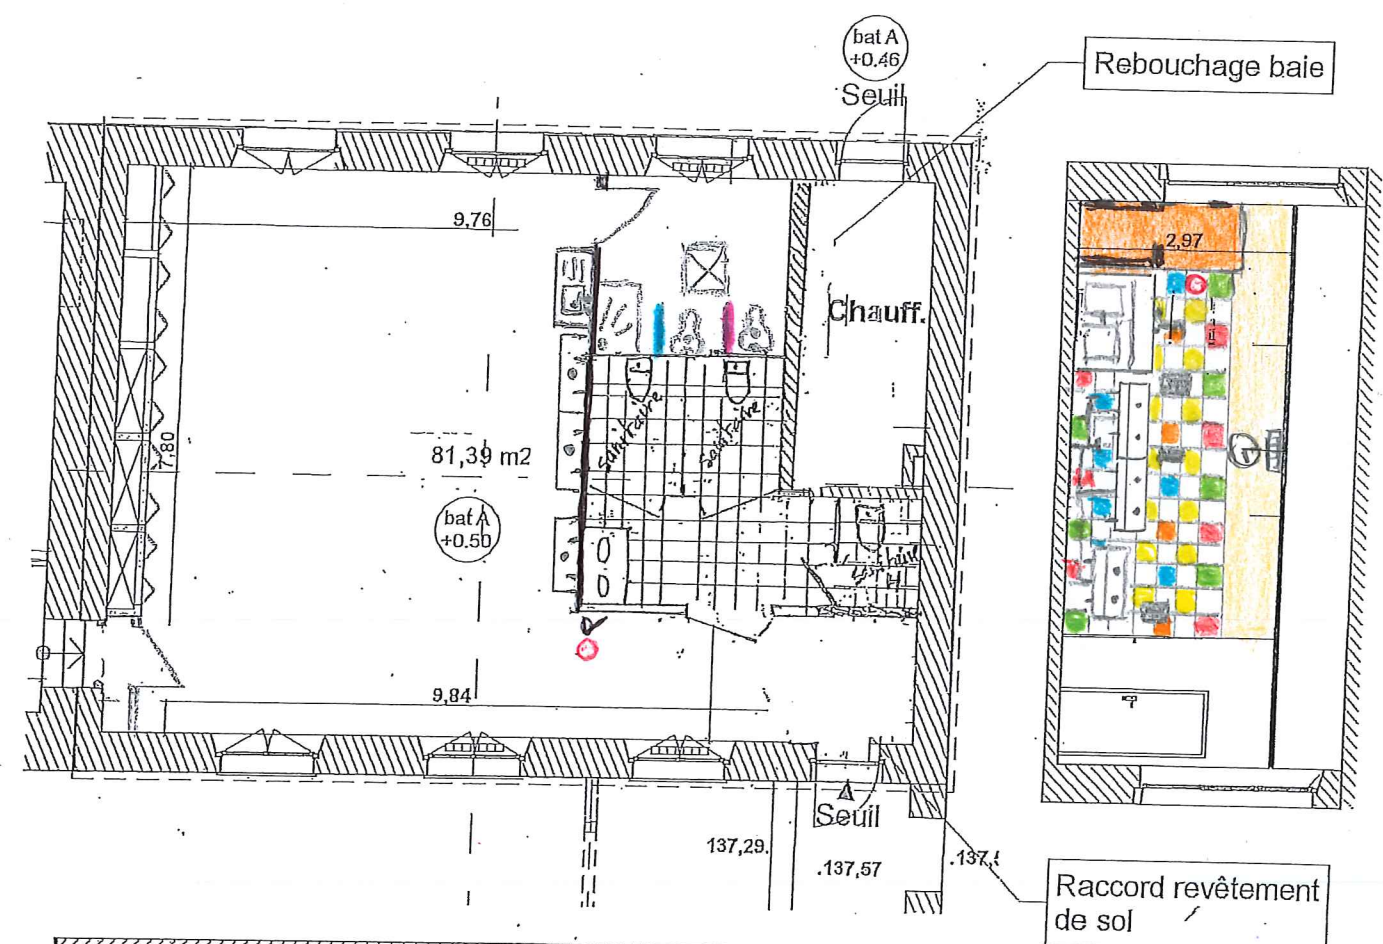 bat A
+0.46
Seuil
Rebouchage baie
9,76
2,97
Chauff.
7,80
81,39 m2
sanitaire
sanitaire
bat A
+0.50
9,84
Seuil
137,29.
.137,57
.137,
Raccord revêtement
de sol